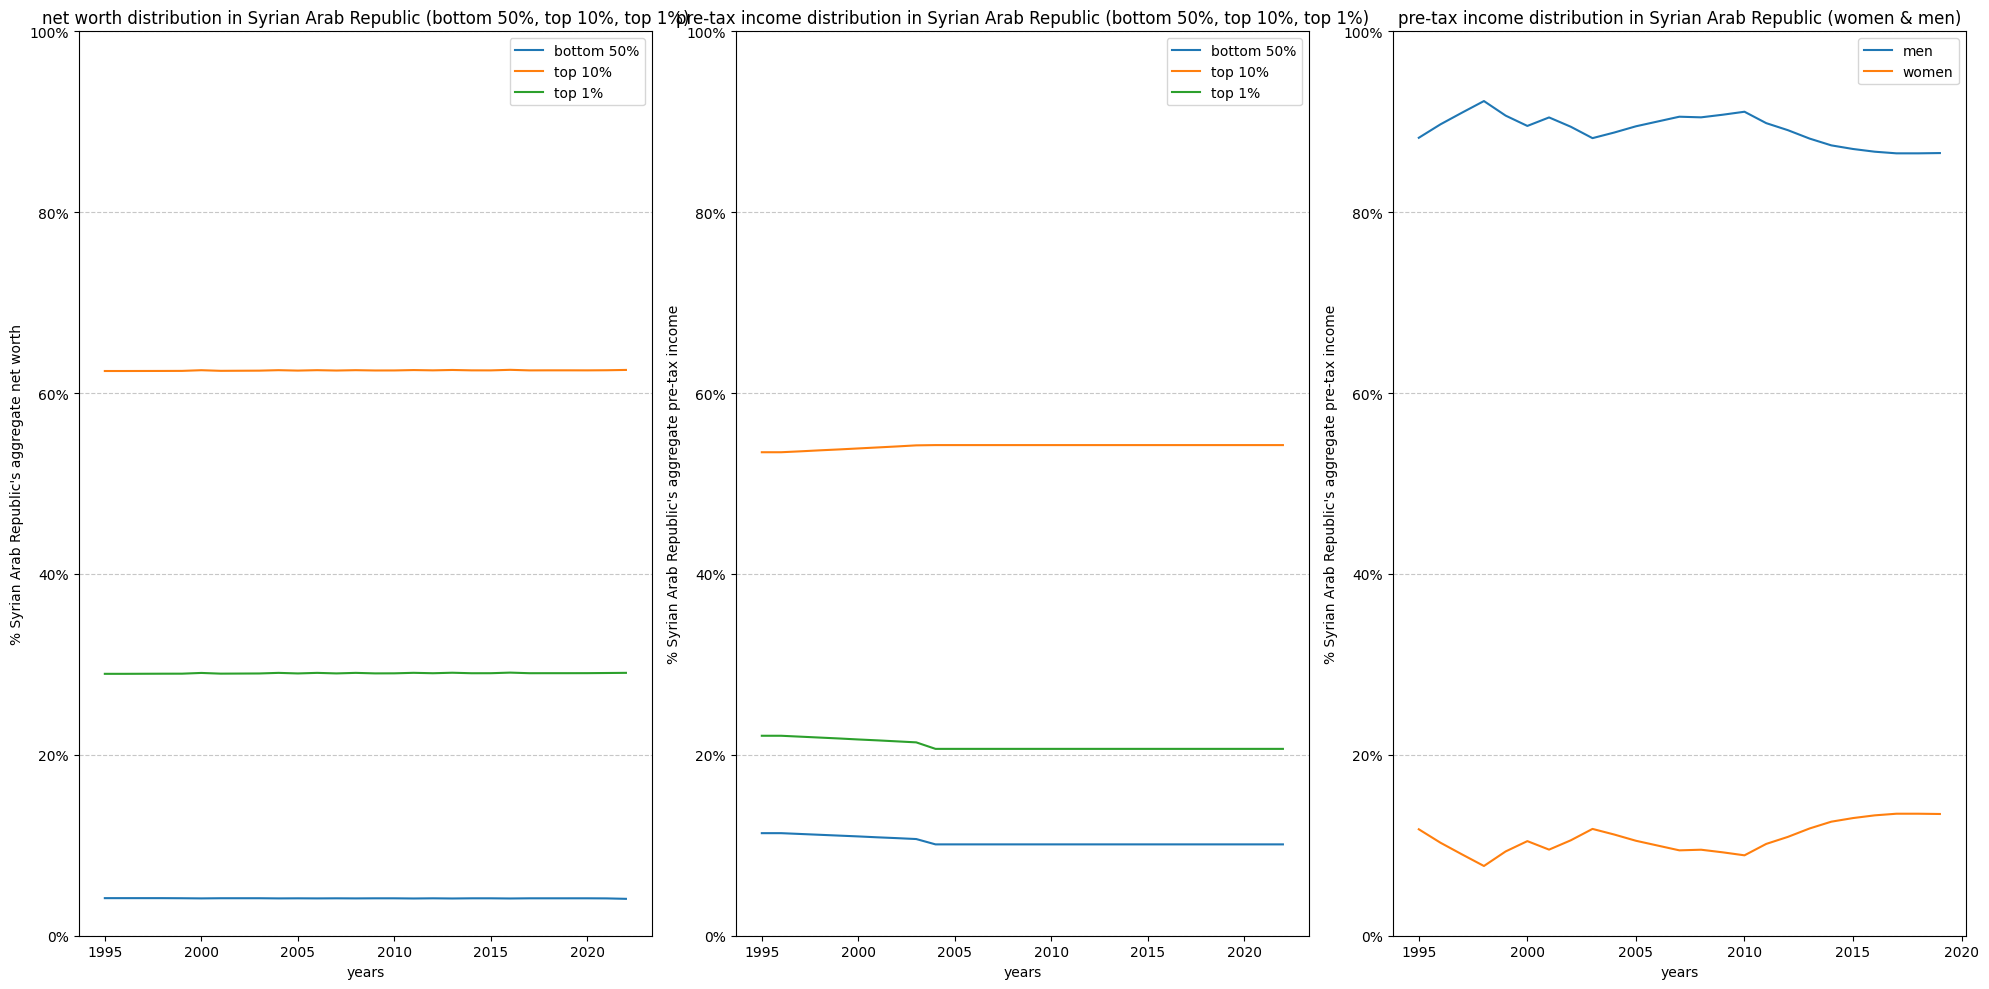 net worth distribution in Syrian Arab Republic (bottom 50%, top 10%, top 1%)
% Syrian Arab Republic's aggregate net worth
100%
80%
60%
40%
20%
0%
bottom 50%
top 10%
top 1%
1995 2000 2005 2010 2015 2020
years
pre-tax income distribution in Syrian Arab Republic (bottom 50%, top 10%, top 1%)
% Syrian Arab Republic's aggregate pre-tax income
100%
80%
60%
40%
20%
0%
bottom 50%
top 10%
top 1%
1995 2000 2005 2010 2015 2020
years
pre-tax income distribution in Syrian Arab Republic (women & men)
% Syrian Arab Republic's aggregate pre-tax income
100%
80%
60%
40%
20%
0%
men
women
1995 2000 2005 2010 2015 2020
years